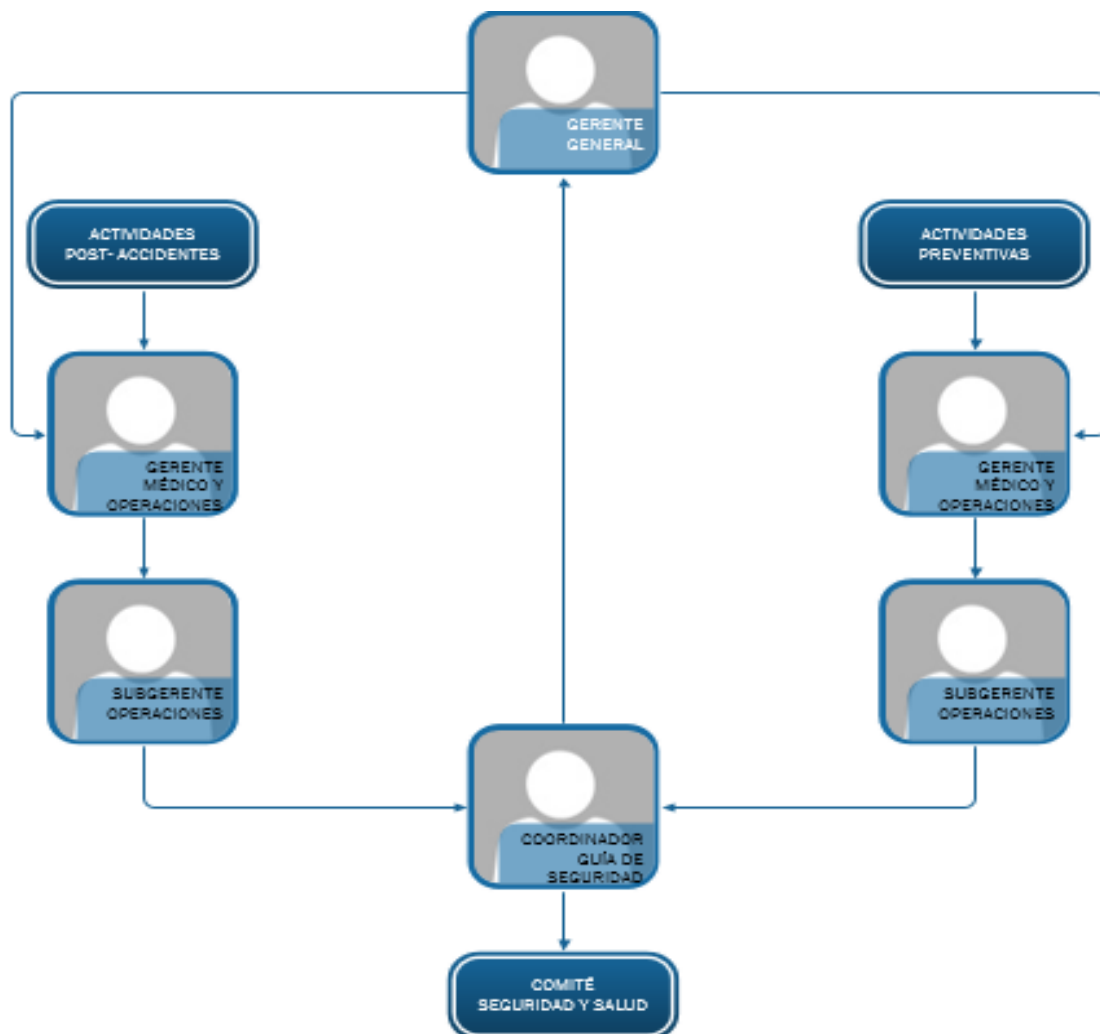 GERENTE
GENERAL
ACTIVIDADES
POST- ACCIDENTES
ACTIVIDADES
PREVENTIVAS
GERENTE
MÉDICO Y
OPERACIONES
GERENTE
MÉDICO Y
OPERACIONES
SUBGERENTE
OPERACIONES
SUBGERENTE
OPERACIONES
COORDINADOR
GUÍA DE
SEGURIDAD
COMITÉ
SEGURIDAD Y SALUD